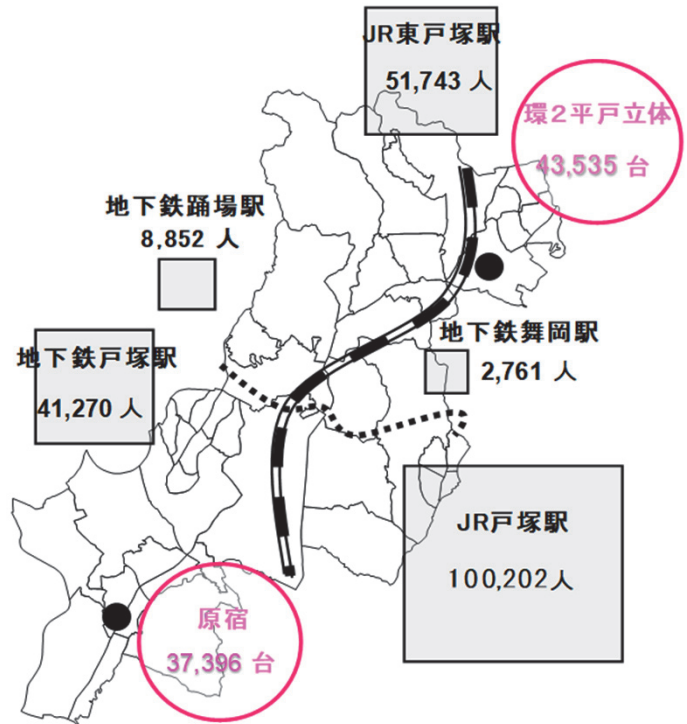 JR東戸塚駅
51,743 人
環2平戸立体
43,535 台
地下鉄踊場駅
8,852 人
地下鉄舞岡駅
2,761 人
地下鉄戸塚駅
41,270 人
JR戸塚駅
100,202人
原宿
37,396 台